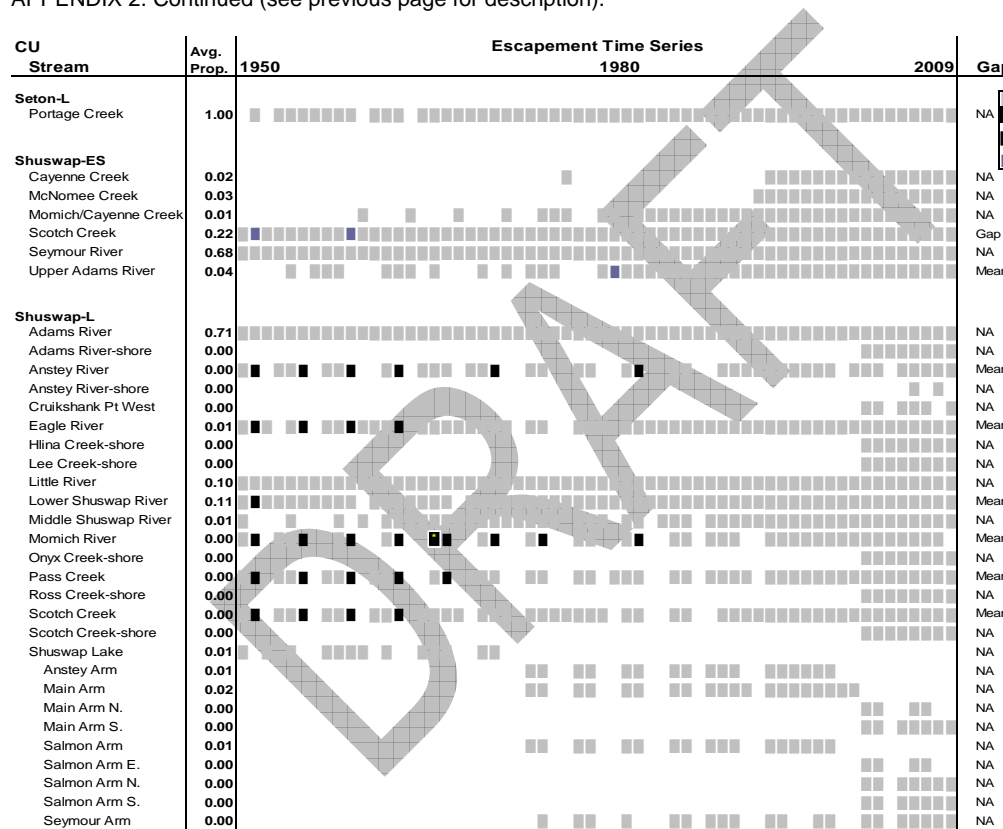 APPENDIX 2. Continued (see previous page for description).
CU Avg. Escapement Time Series
Stream Prop. 1950 1980 2009 Gap
Seton-L
Portage Creek 1.00 NA
Shuswap-ES
Cayenne Creek 0.02 NA
McNomee Creek 0.03 NA
Momich/Cayenne Creek 0.01 NA
Scotch Creek 0.22 Gap
Seymour River 0.68 NA
Upper Adams River 0.04 Mean
Shuswap-L
Adams River 0.71 NA
Adams River-shore 0.00 NA
Anstey River 0.00 Mean
Anstey River-shore 0.00 NA
Cruikshank Pt West 0.00 NA
Eagle River 0.01 Mean
Hlina Creek-shore 0.00 NA
Lee Creek-shore 0.00 NA
Little River 0.10 NA
Lower Shuswap River 0.11 Mean
Middle Shuswap River 0.01 NA
Momich River 0.00 Mean
Onyx Creek-shore 0.00 NA
Pass Creek 0.00 Mean
Ross Creek-shore 0.00 NA
Scotch Creek 0.00 Mean
Scotch Creek-shore 0.00 NA
Shuswap Lake 0.01 NA
Anstey Arm 0.01 NA
Main Arm 0.02 NA
Main Arm N. 0.00 NA
Main Arm S. 0.00 NA
Salmon Arm 0.01 NA
Salmon Arm E. 0.00 NA
Salmon Arm N. 0.00 NA
Salmon Arm S. 0.00 NA
Seymour Arm 0.00 NA
DRAFT